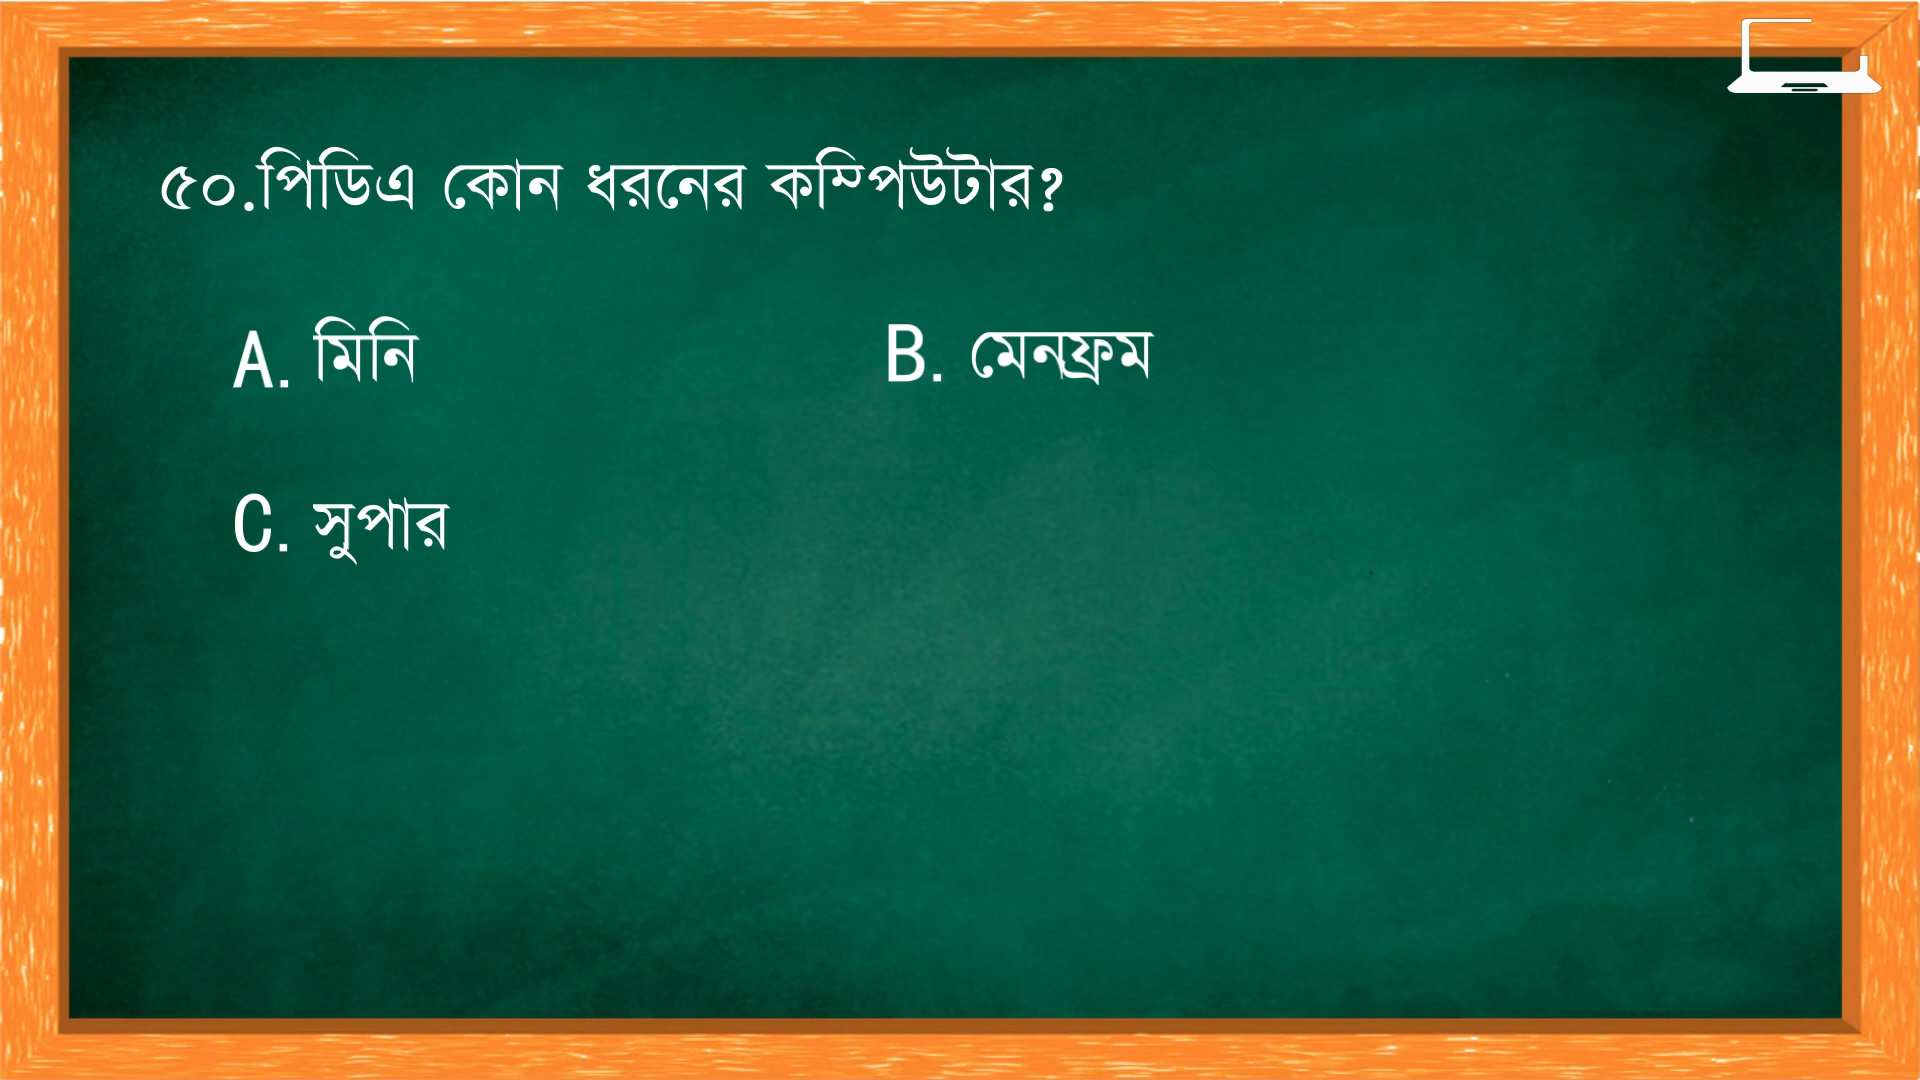 ৫০.পিডিএ কোন ধরনের কম্পিউটার?
A. মিনি
B. মেনফ্রম
C. সুপার